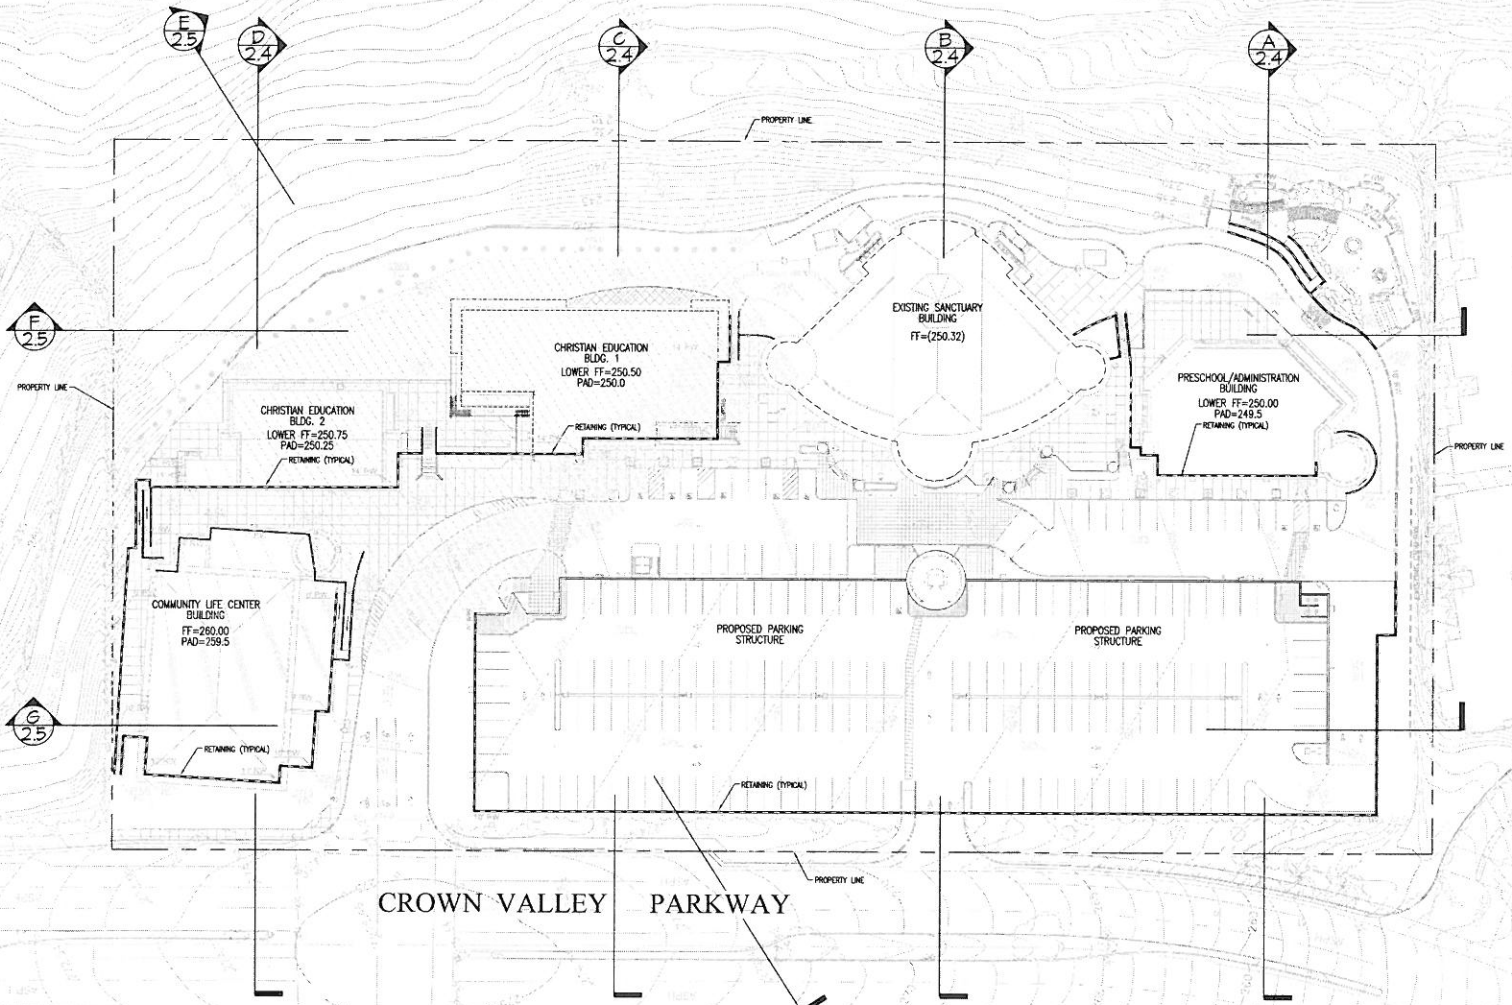 E
2.5
D
2.4
C
2.4
B
2.4
A
2.4
PROPERTY LINE
EXISTING SANCTUARY
BUILDING
FF=(250.32)
F
2.5
CHRISTIAN EDUCATION
BLDG. 1
LOWER FF=250.50
PAD=250.0
PRESCHOOL/ADMINISTRATION
BUILDING
LOWER FF=250.00
PAD=249.5
RETAINING (TYPICAL)
PROPERTY LINE
CHRISTIAN EDUCATION
BLDG. 2
LOWER FF=250.75
PAD=250.25
RETAINING (TYPICAL)
RETAINING (TYPICAL)
PROPERTY LINE
COMMUNITY LIFE CENTER
BUILDING
FF=260.00
PAD=259.5
PROPOSED PARKING
STRUCTURE
PROPOSED PARKING
STRUCTURE
G
2.5
RETAINING (TYPICAL)
RETAINING (TYPICAL)
PROPERTY LINE
CROWN VALLEY PARKWAY